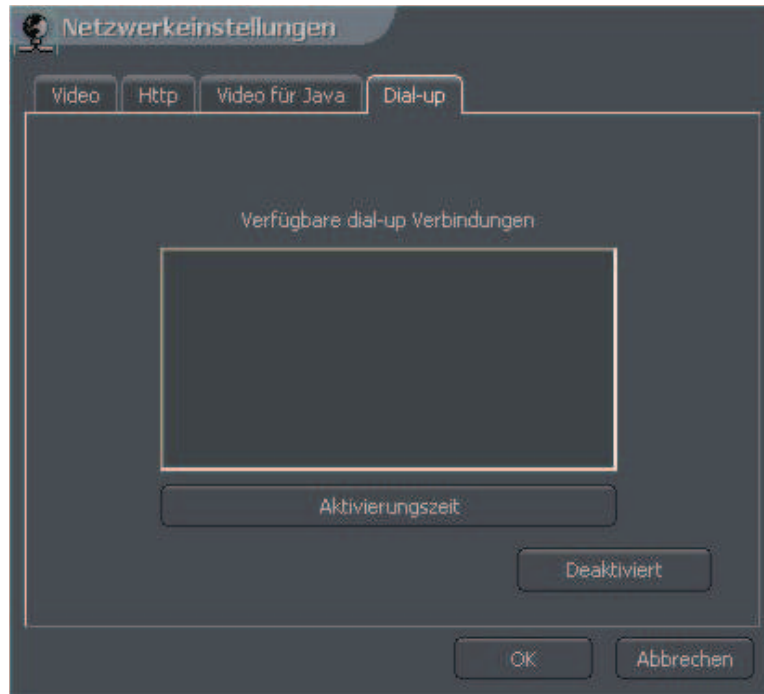 Netzwerkeinstellungen
Video Http Video für Java Dial-up
Verfügbare dial-up Verbindungen
Aktivierungszeit
Deaktiviert
OK Abbrechen